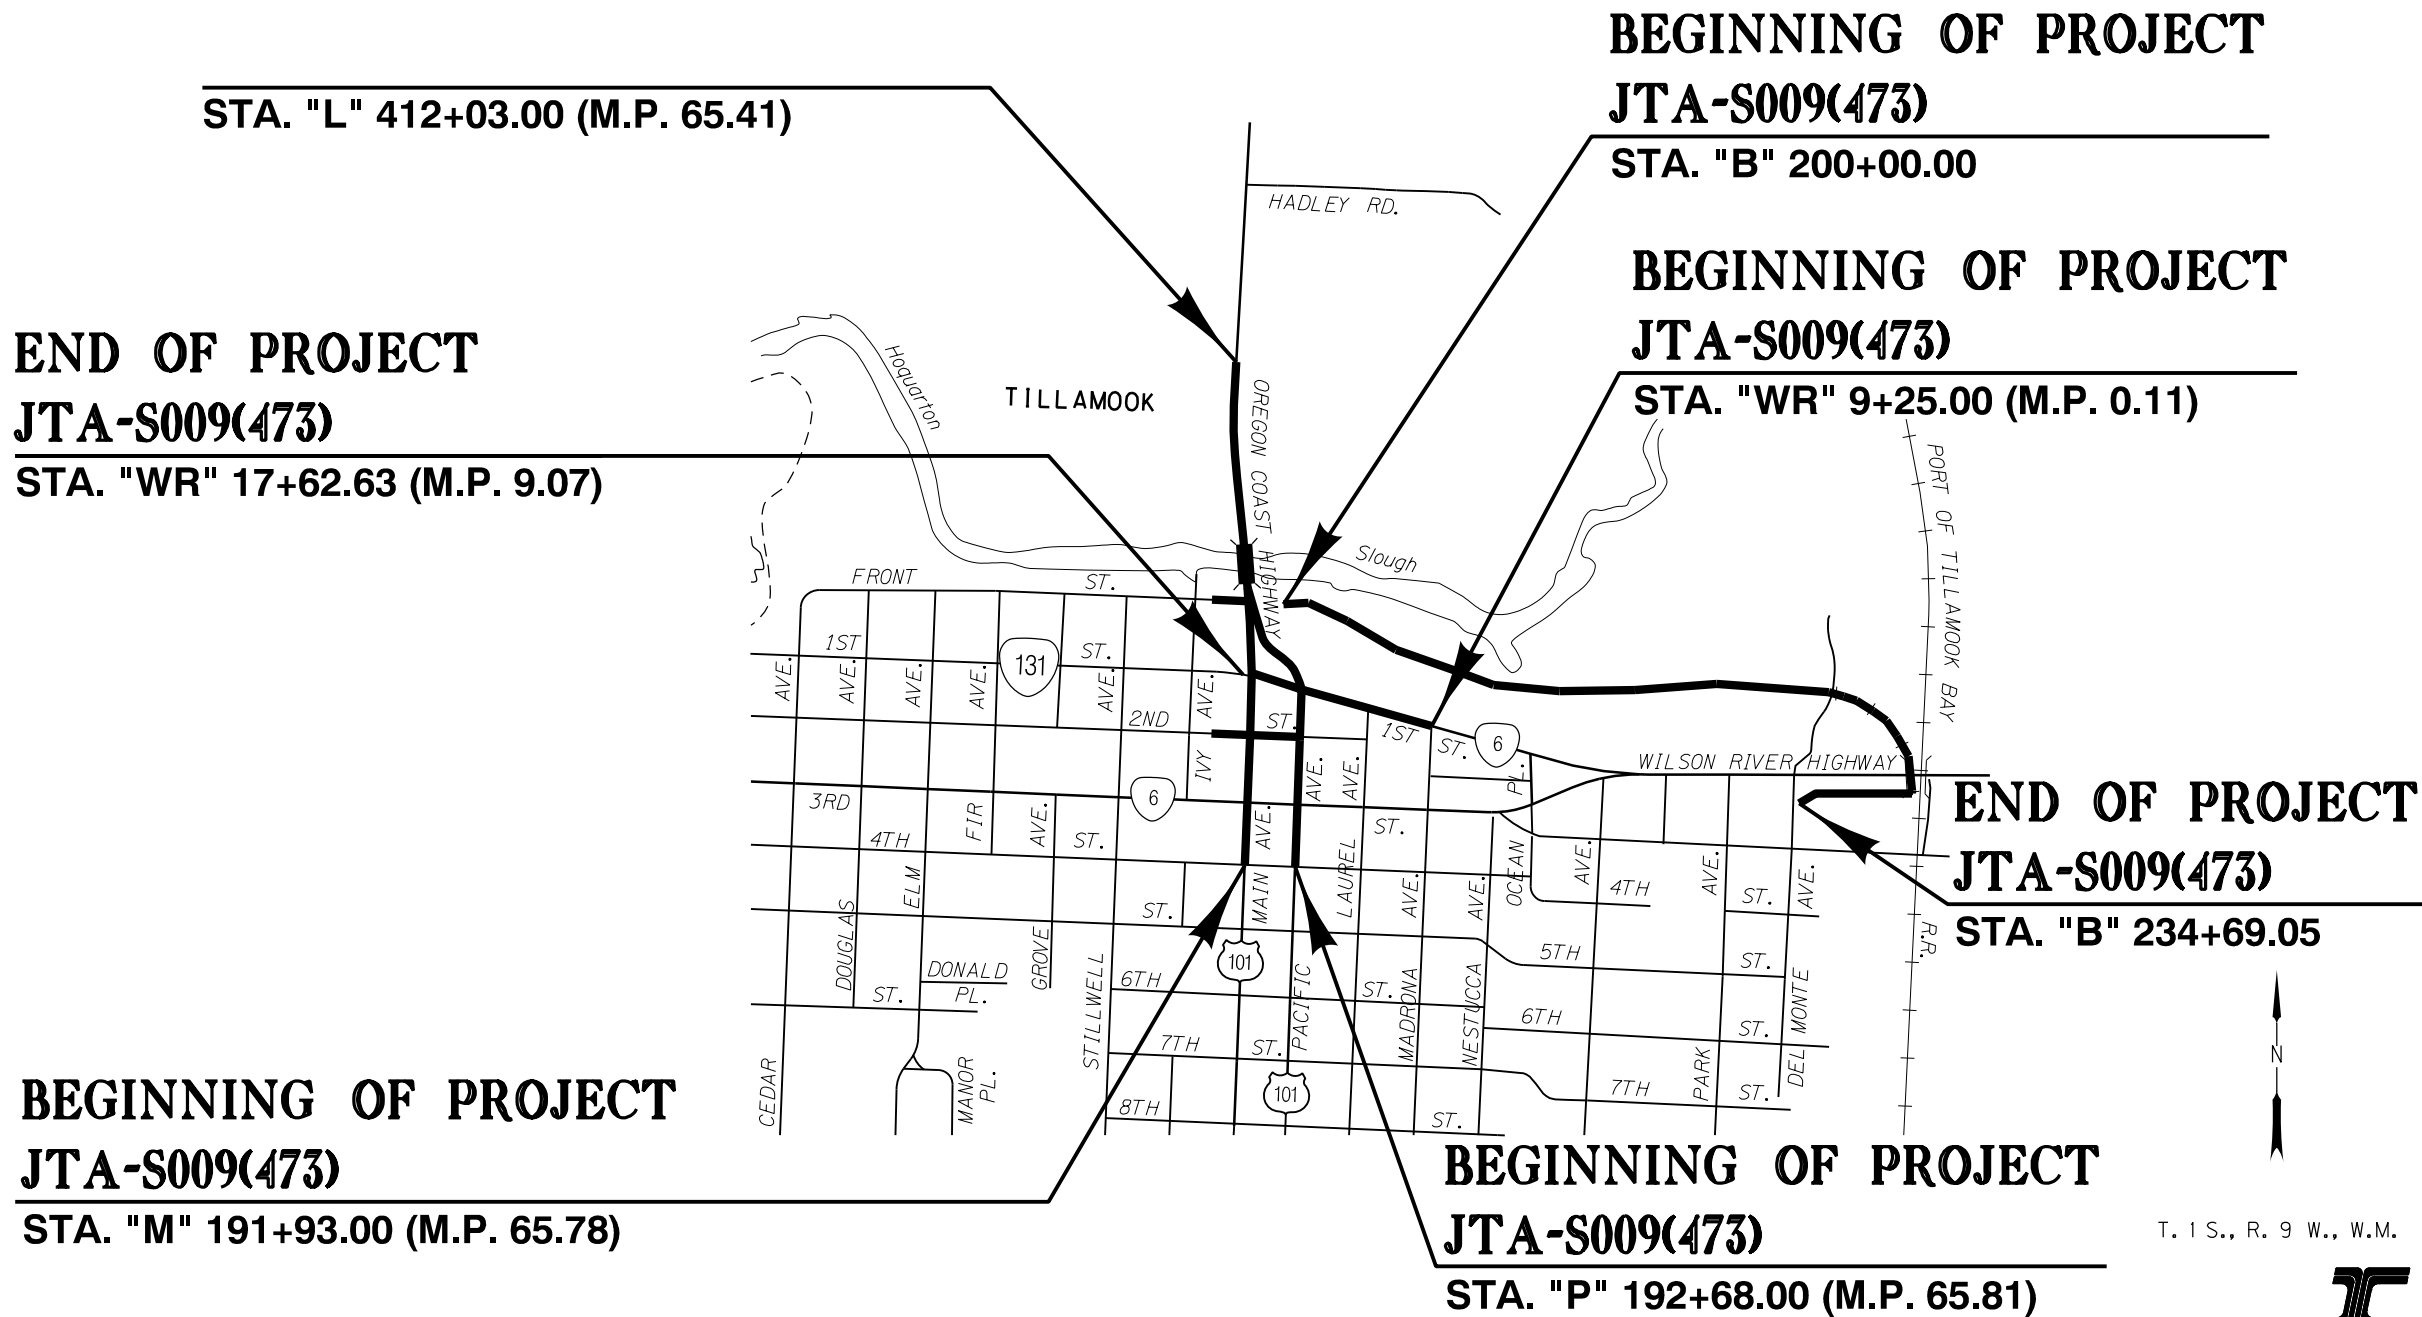 BEGINNING OF PROJECT
JTA-S009(473)
STA. "B" 200+00.00
STA. "L" 412+03.00 (M.P. 65.41)
HADLEY RD.
BEGINNING OF PROJECT
JTA-S009(473)
STA. "WR" 9+25.00 (M.P. 0.11)
END OF PROJECT
JTA-S009(473)
STA. "WR" 17+62.63 (M.P. 9.07)
Hoquarton
TILLAMOOK
OREGON COAST HIGHWAY
Slough
PORT OF TILLAMOOK BAY
R.R.
FRONT ST.
1ST ST.
131
AVE.
AVE.
AVE.
AVE.
AVE.
AVE.
2ND ST.
1ST ST.
6
WILSON RIVER HIGHWAY
IVY
AVE.
AVE.
PL.
3RD
6
ST.
FIR
AVE.
AVE.
4TH
ST.
END OF PROJECT
JTA-S009(473)
STA. "B" 234+69.05
ELM
MAIN
LAUREL
AVE.
AVE.
OCEAN
AVE.
AVE.
AVE.
4TH ST.
DOUGLAS
ST.
GROVE
5TH ST.
DONALD
PL.
ST.
STILLWELL
6TH
101
PACIFIC
ST.
MADRONA
NESTUCCA
6TH ST.
DEL MONTE
CEDAR
MANOR
PL.
7TH ST.
101
PARK
7TH ST.
8TH
ST.
N
BEGINNING OF PROJECT
JTA-S009(473)
STA. "M" 191+93.00 (M.P. 65.78)
BEGINNING OF PROJECT
JTA-S009(473)
STA. "P" 192+68.00 (M.P. 65.81)
T. 1 S., R. 9 W., W.M.